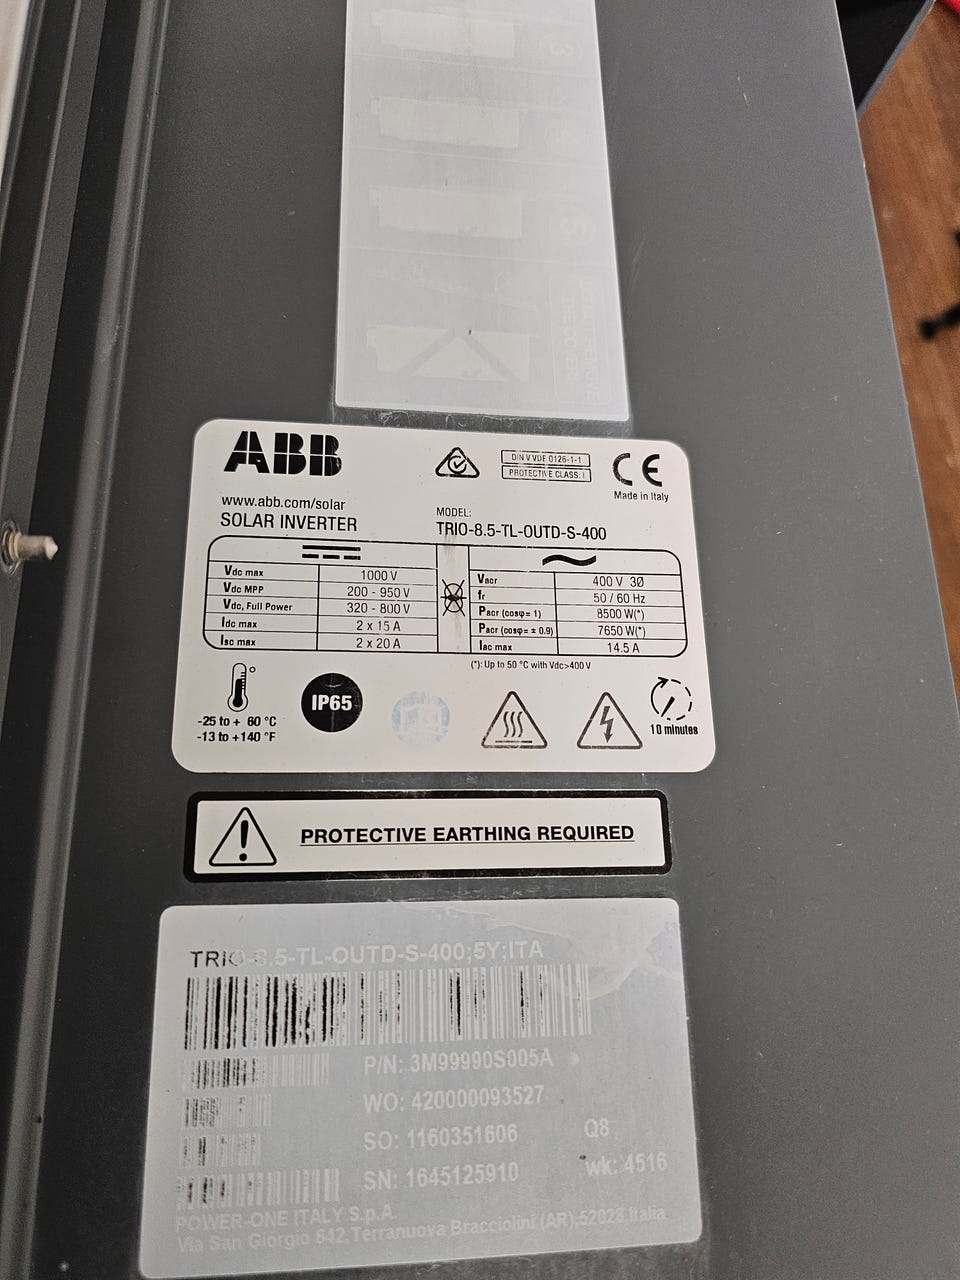 ABB
DIN V VDE 0126-1-1
PROTECTIVE CLASS: I
CE
Made in Italy
www.abb.com/solar
SOLAR INVERTER
MODEL:
TRIO-8.5-TL-OUTD-S-400
Vdc max 1000 V
Vdc MPP 200 - 950 V
Vdc, Full Power 320 - 800 V
Idc max 2 x 15 A
Isc max 2 x 20 A
Vacr 400 V 3Ø
fr 50 / 60 Hz
Pacr (cosφ= 1) 8500 W(*)
Pacr (cosφ= ± 0.9) 7650 W(*)
Iac max 14.5 A
(*): Up to 50 °C with Vdc>400 V
-25 to + 60 °C
-13 to +140 °F
IP65
10 minutes
PROTECTIVE EARTHING REQUIRED
TRIO-8.5-TL-OUTD-S-400;5Y;ITA
P/N: 3M99990S005A
WO: 420000093527
SO: 1160351606
Q8
SN: 1645125910
wk: 4516
POWER-ONE ITALY S.p.A.
Via San Giorgio 642,Terranuova Bracciolini (AR),52028,Italia